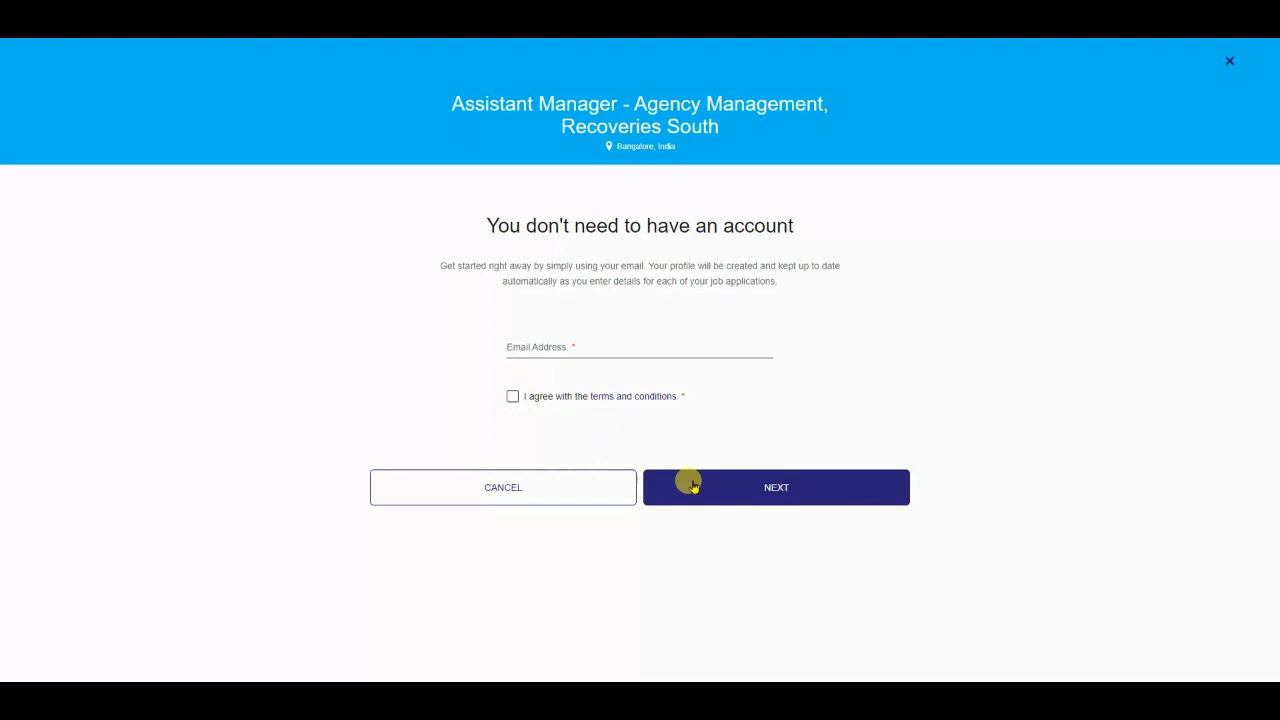 Assistant Manager - Agency Management,
Recoveries South
Bangalore, India
You don't need to have an account
Get started right away by simply using your email. Your profile will be created and kept up to date
automatically as you enter details for each of your job applications.
Email Address *
I agree with the terms and conditions *
CANCEL
NEXT